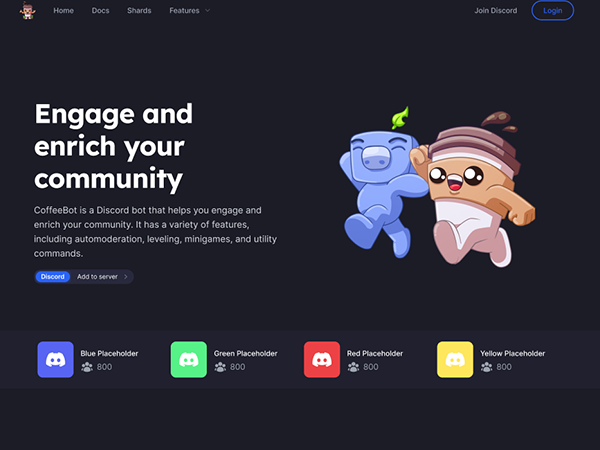 Home Docs Shards Features Join Discord Login
Engage and
enrich your
community
CoffeeBot is a Discord bot that helps you engage and
enrich your community. It has a variety of features,
including automoderation, leveling, minigames, and utility
commands.
Discord Add to server
Blue Placeholder
800
Green Placeholder
800
Red Placeholder
800
Yellow Placeholder
800